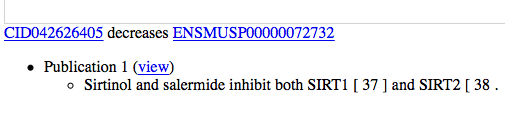 CID042626405 decreases ENSMUSP00000072732
Publication 1 (view)
Sirtinol and salermide inhibit both SIRT1 [ 37 ] and SIRT2 [ 38 .